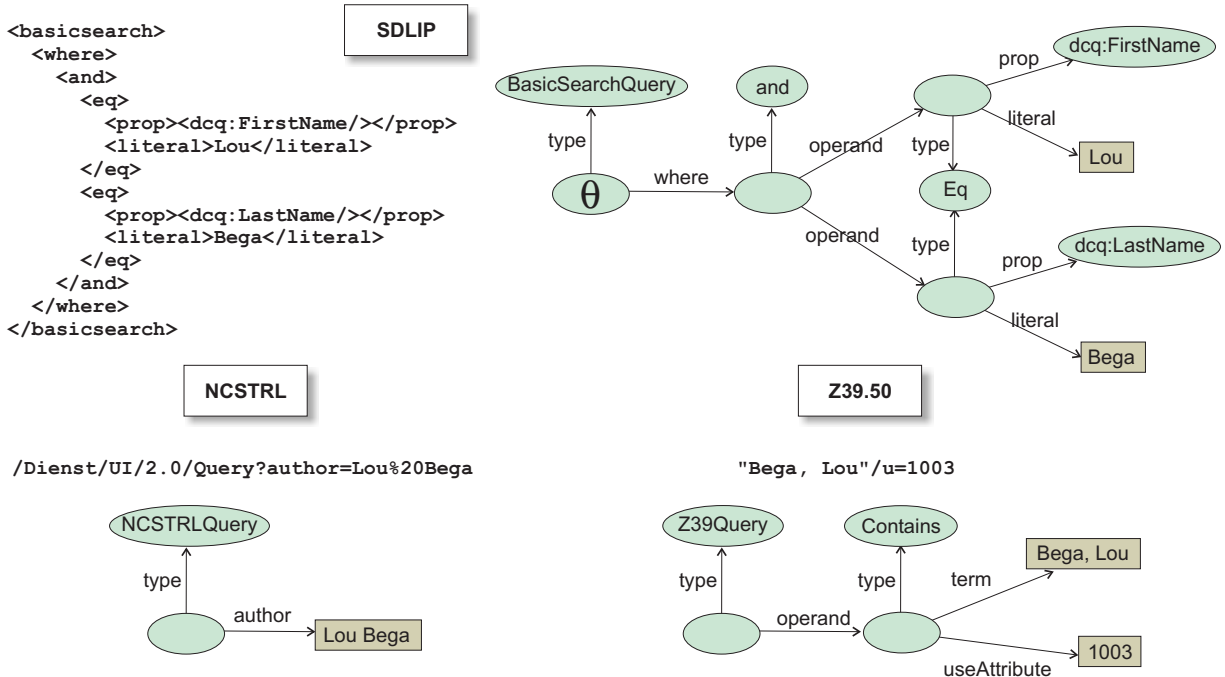 SDLIP
<basicsearch>
<where>
<and>
<eq>
<prop><dcq:FirstName/></prop>
<literal>Lou</literal>
</eq>
<eq>
<prop><dcq:LastName/></prop>
<literal>Bega</literal>
</eq>
</and>
</where>
</basicsearch>
BasicSearchQuery
type
θ
where
and
type
operand
operand
prop
dcq:FirstName
literal
Lou
type
Eq
type
prop
dcq:LastName
literal
Bega
NCSTRL
/Dienst/UI/2.0/Query?author=Lou%20Bega
NCSTRLQuery
type
author
Lou Bega
Z39.50
"Bega, Lou"/u=1003
Z39Query
type
operand
Contains
type
term
Bega, Lou
useAttribute
1003